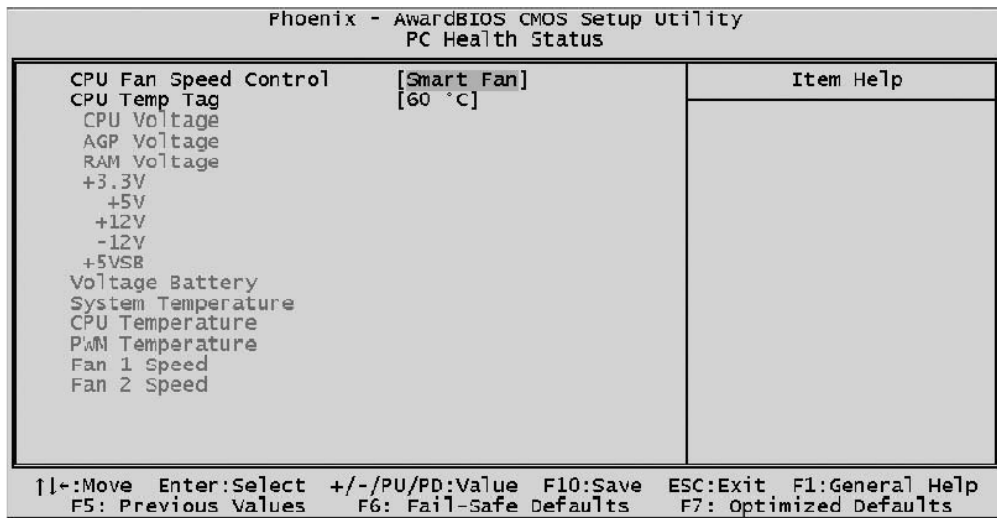 Phoenix - AwardBIOS CMOS Setup Utility
PC Health Status
CPU Fan Speed Control [Smart Fan]
Item Help
CPU Temp Tag [60 °C]
CPU Voltage
AGP Voltage
RAM Voltage
+3.3V
+5V
+12V
-12V
+5VSB
Voltage Battery
System Temperature
CPU Temperature
PWM Temperature
Fan 1 Speed
Fan 2 Speed
↑↓←:Move Enter:Select +/-/PU/PD:Value F10:Save ESC:Exit F1:General Help
F5: Previous Values F6: Fail-Safe Defaults F7: Optimized Defaults